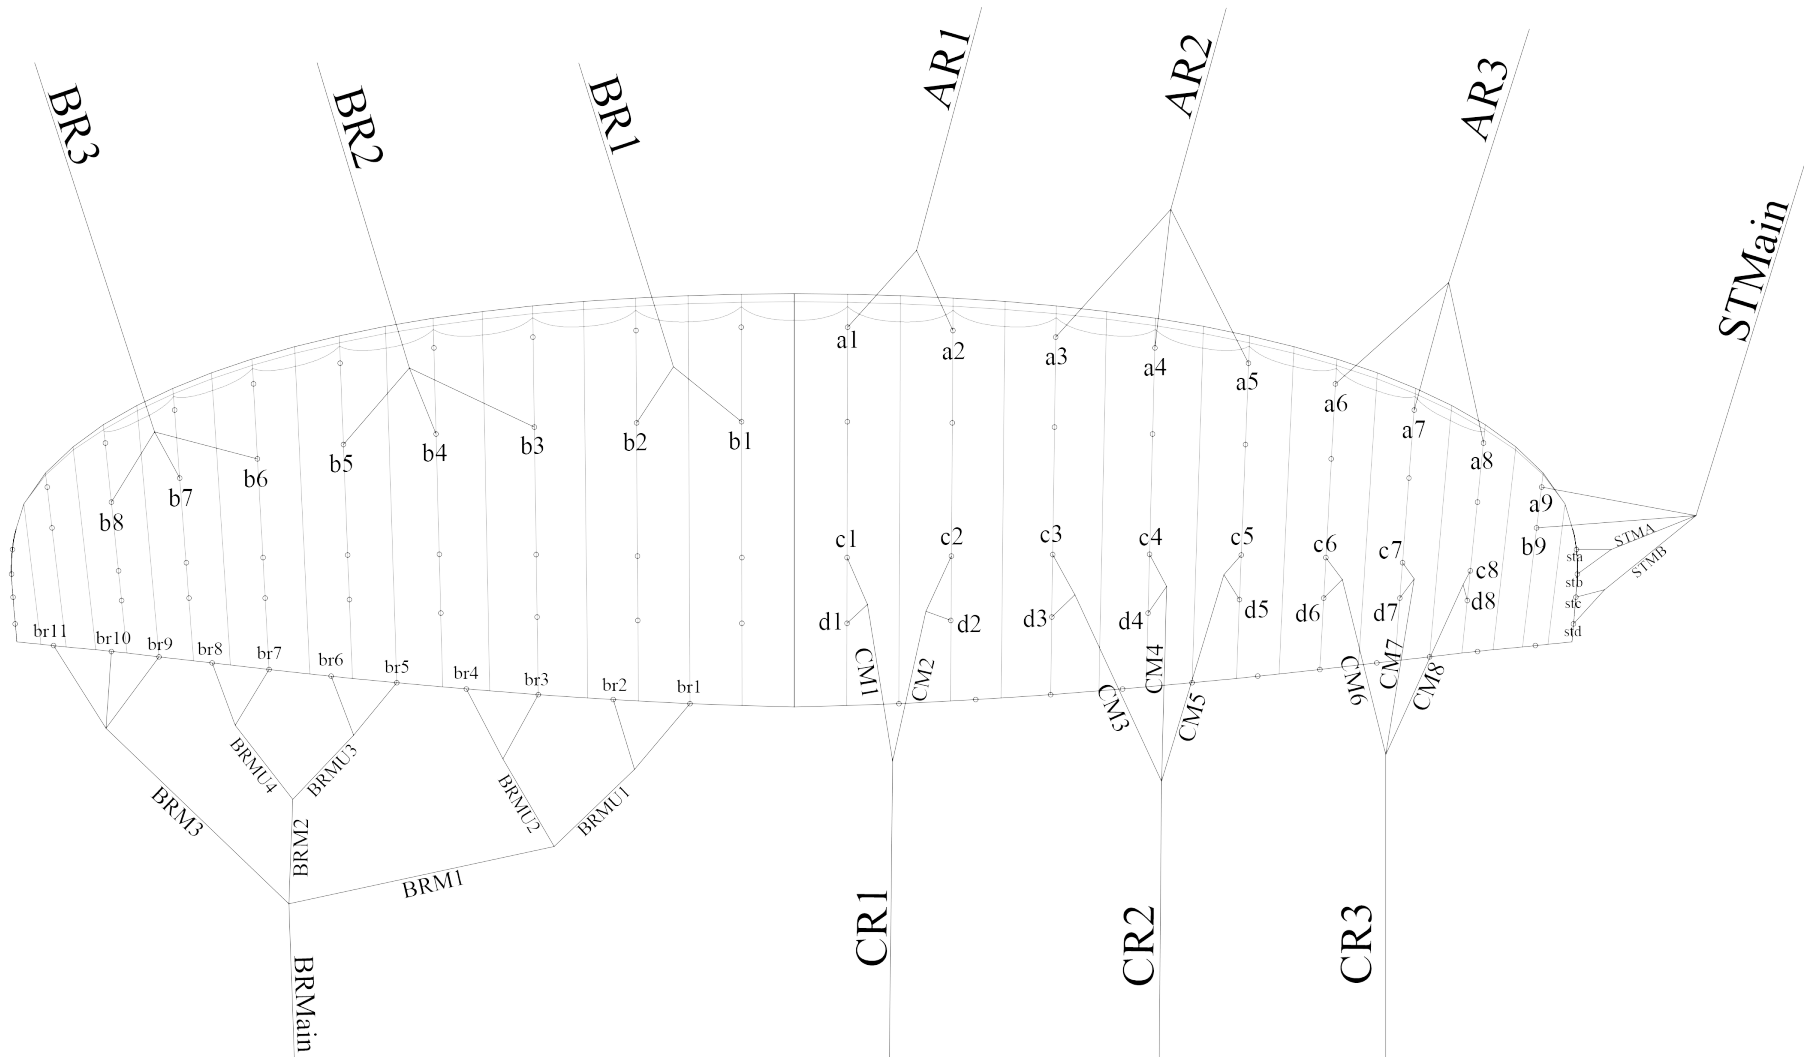 BR3
BR2
BR1
AR1
AR2
AR3
STMain
a1
a2
a3
a4
a5
a6
a7
a8
a9
b8
b7
b6
b5
b4
b3
b2
b1
b9
c1
c2
c3
c4
c5
c6
c7
c8
d1
d2
d3
d4
d5
d6
d7
d8
STMA
STMB
sta
stb
stc
std
br11
br10
br9
br8
br7
br6
br5
br4
br3
br2
br1
CM1
CM2
CM3
CM4
CM5
CM6
CM7
CM8
BRMU4
BRMU3
BRMU2
BRMU1
BRM3
BRM2
BRM1
BRMain
CR1
CR2
CR3